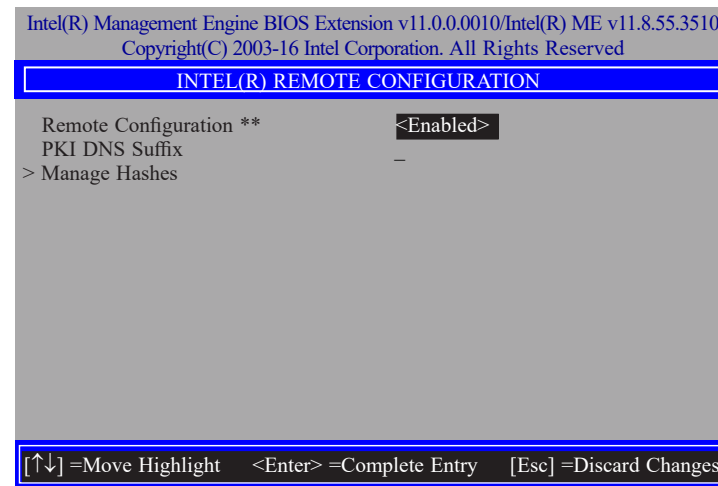 Intel(R) Management Engine BIOS Extension v11.0.0.0010/Intel(R) ME v11.8.55.3510
Copyright(C) 2003-16 Intel Corporation. All Rights Reserved
INTEL(R) REMOTE CONFIGURATION
Remote Configuration ** <Enabled>
PKI DNS Suffix _
> Manage Hashes
[↑↓] =Move Highlight <Enter> =Complete Entry [Esc] =Discard Changes